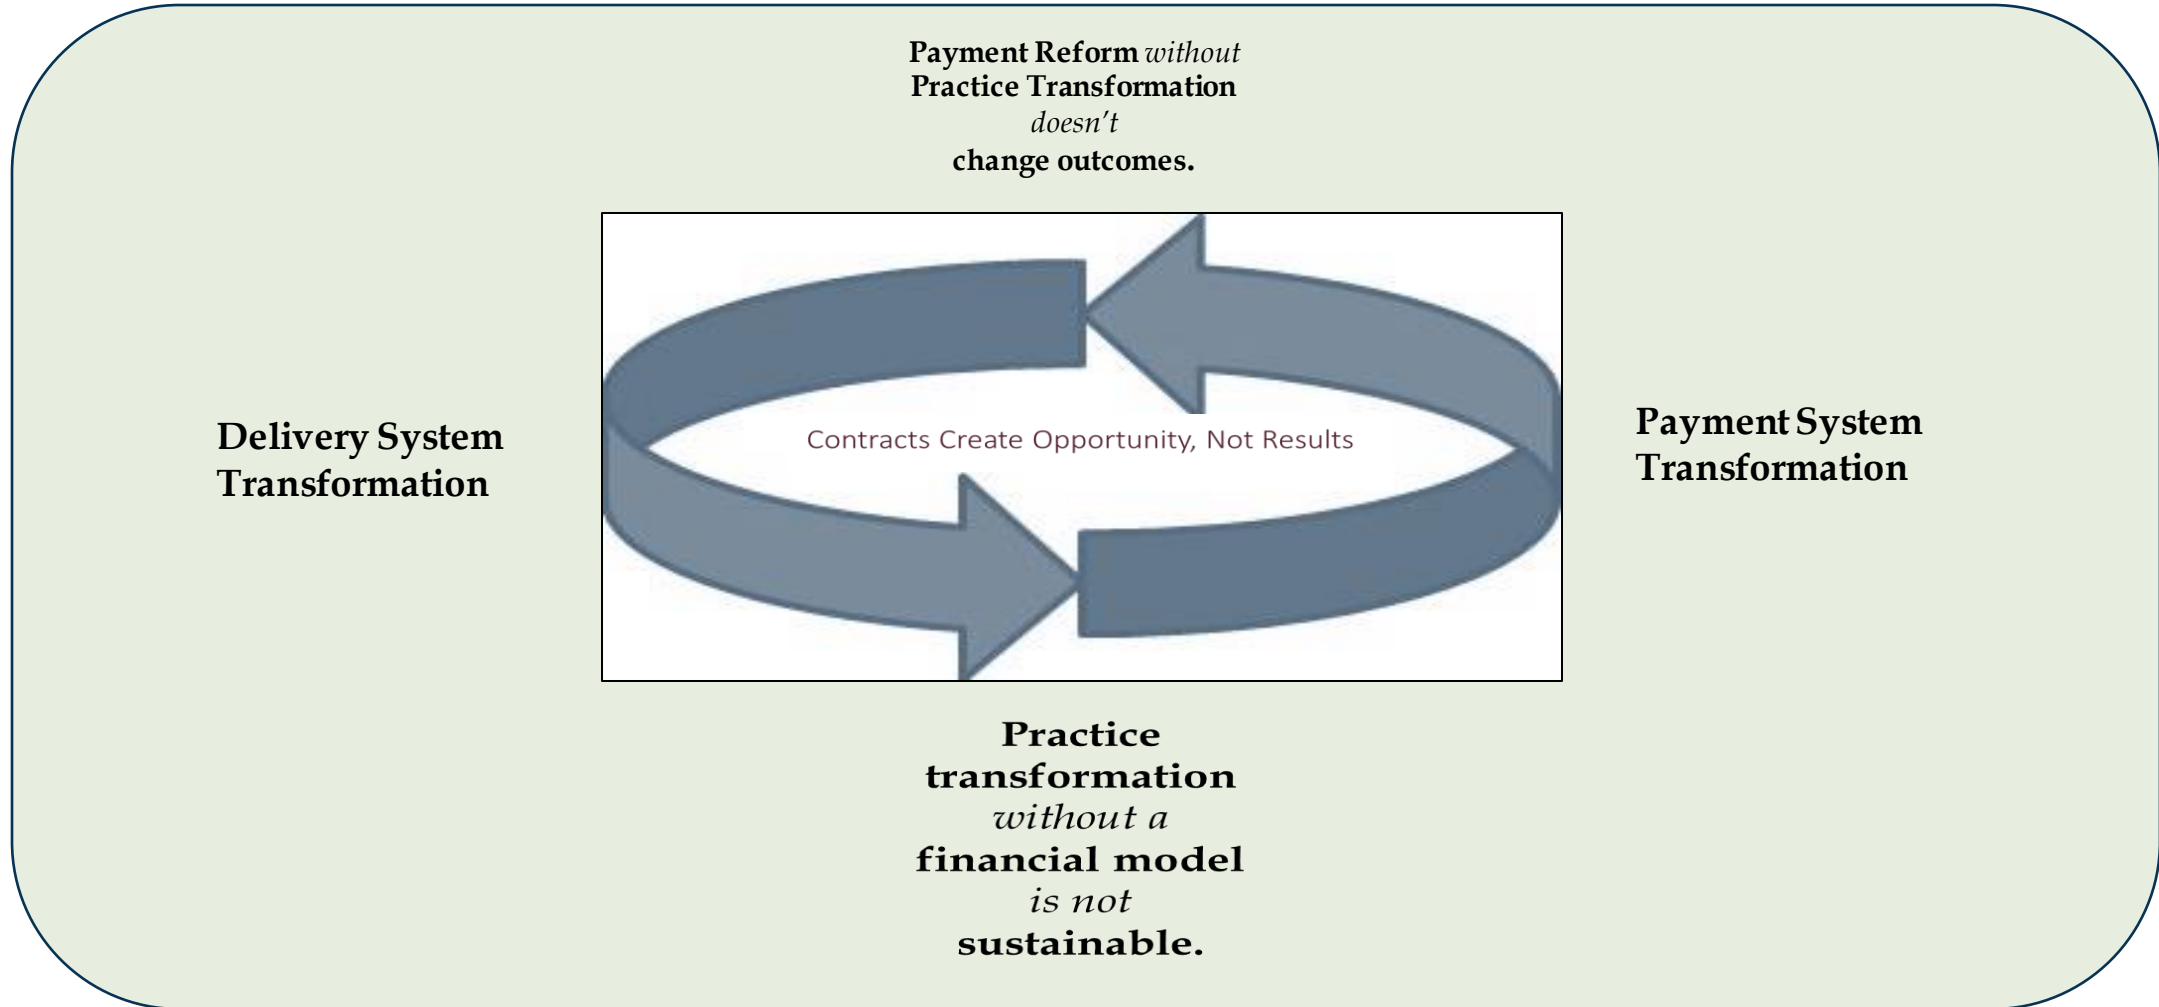 Payment Reform without
Practice Transformation
doesn’t
change outcomes.
Delivery System
Transformation
Contracts Create Opportunity, Not Results
Payment System
Transformation
Practice
transformation
without a
financial model
is not
sustainable.